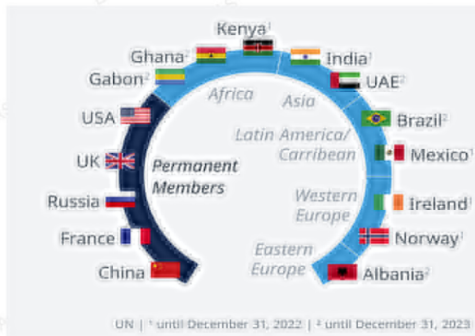 Kenya¹
Ghana²
India¹
Gabon²
UAE²
Africa
Asia
USA
Brazil²
Latin America/
Carribean
UK
Mexico¹
Permanent
Members
Russia
Western
Europe
Ireland¹
France
Norway¹
Eastern
Europe
China
Albania²
UN | ¹ until December 31, 2022 | ² until December 31, 2023